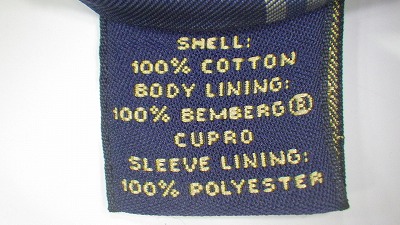 SHELL:
100% COTTON
BODY LINING:
100% BEMBERG®
CUPRO
SLEEVE LINING:
100% POLYESTER